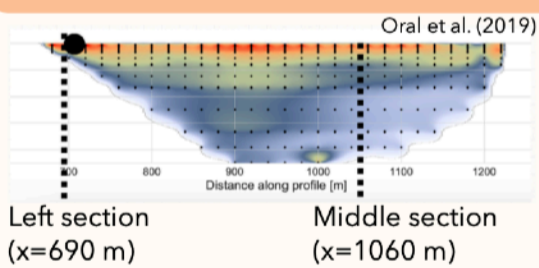 Oral et al. (2019)
800 900 1000 1100 1200
Distance along profile [m]
Left section Middle section
(x=690 m) (x=1060 m)